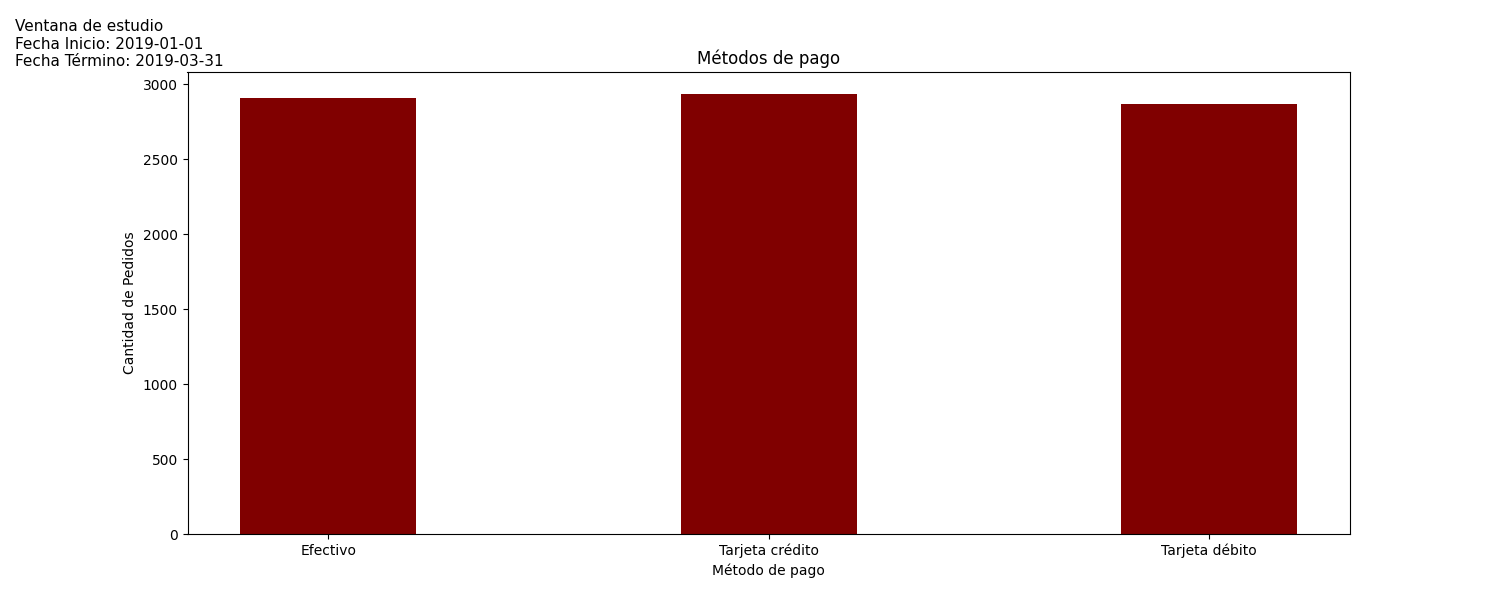 Ventana de estudio
Fecha Inicio: 2019-01-01
Fecha Término: 2019-03-31
Métodos de pago
3000
2500
2000
1500
1000
500
0
Cantidad de Pedidos
Efectivo
Tarjeta crédito
Tarjeta débito
Método de pago